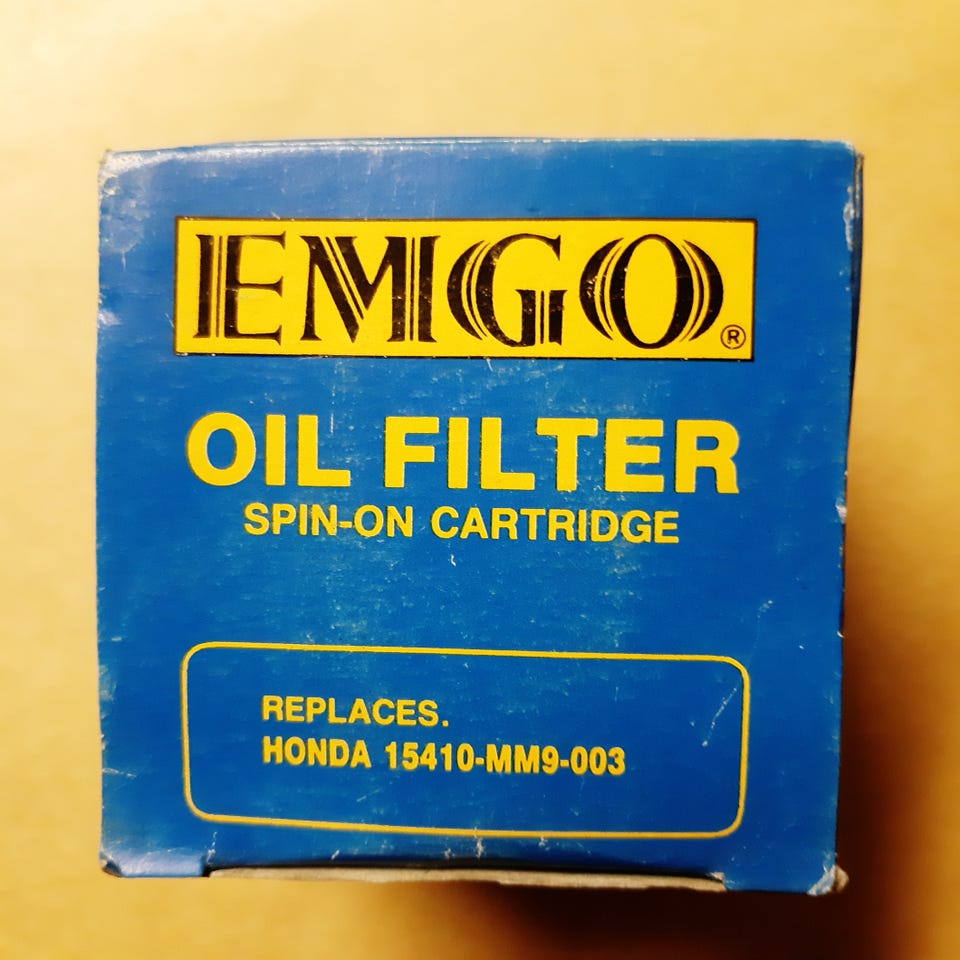 EMGO®
OIL FILTER
SPIN-ON CARTRIDGE
REPLACES.
HONDA 15410-MM9-003